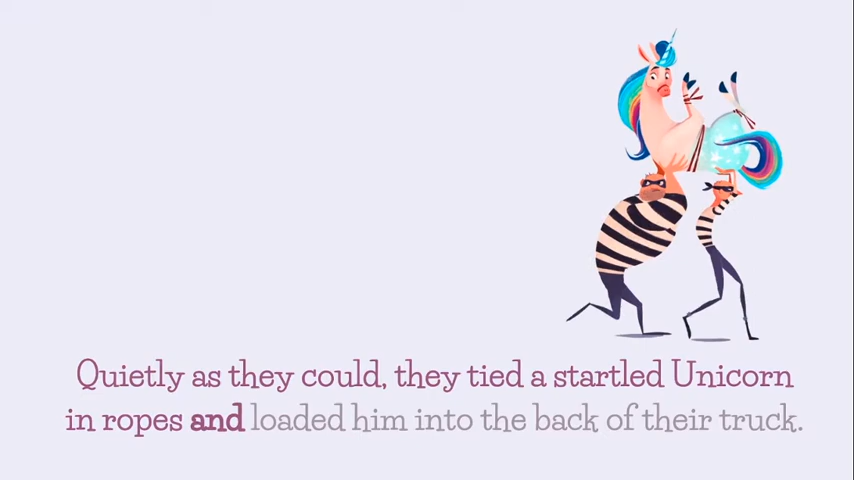 Quietly as they could, they tied a startled Unicorn
in ropes and loaded him into the back of their truck.